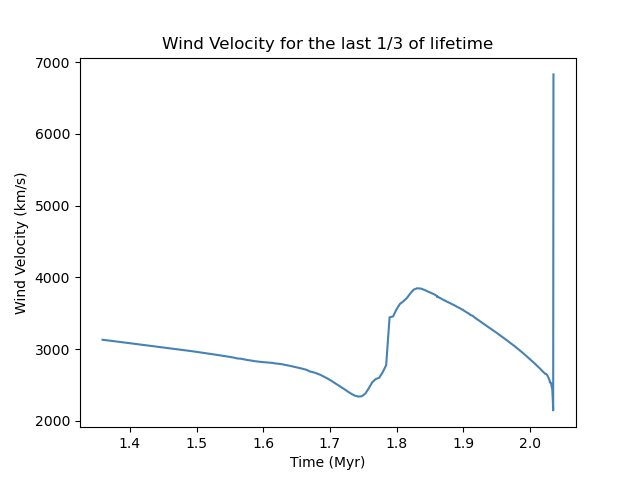 Wind Velocity for the last 1/3 of lifetime
7000
6000
5000
4000
3000
2000
Wind Velocity (km/s)
1.4 1.5 1.6 1.7 1.8 1.9 2.0
Time (Myr)